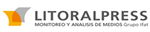 LITORALPRESS
MONITOREO Y ANALISIS DE MEDIOS Grupo Ifat